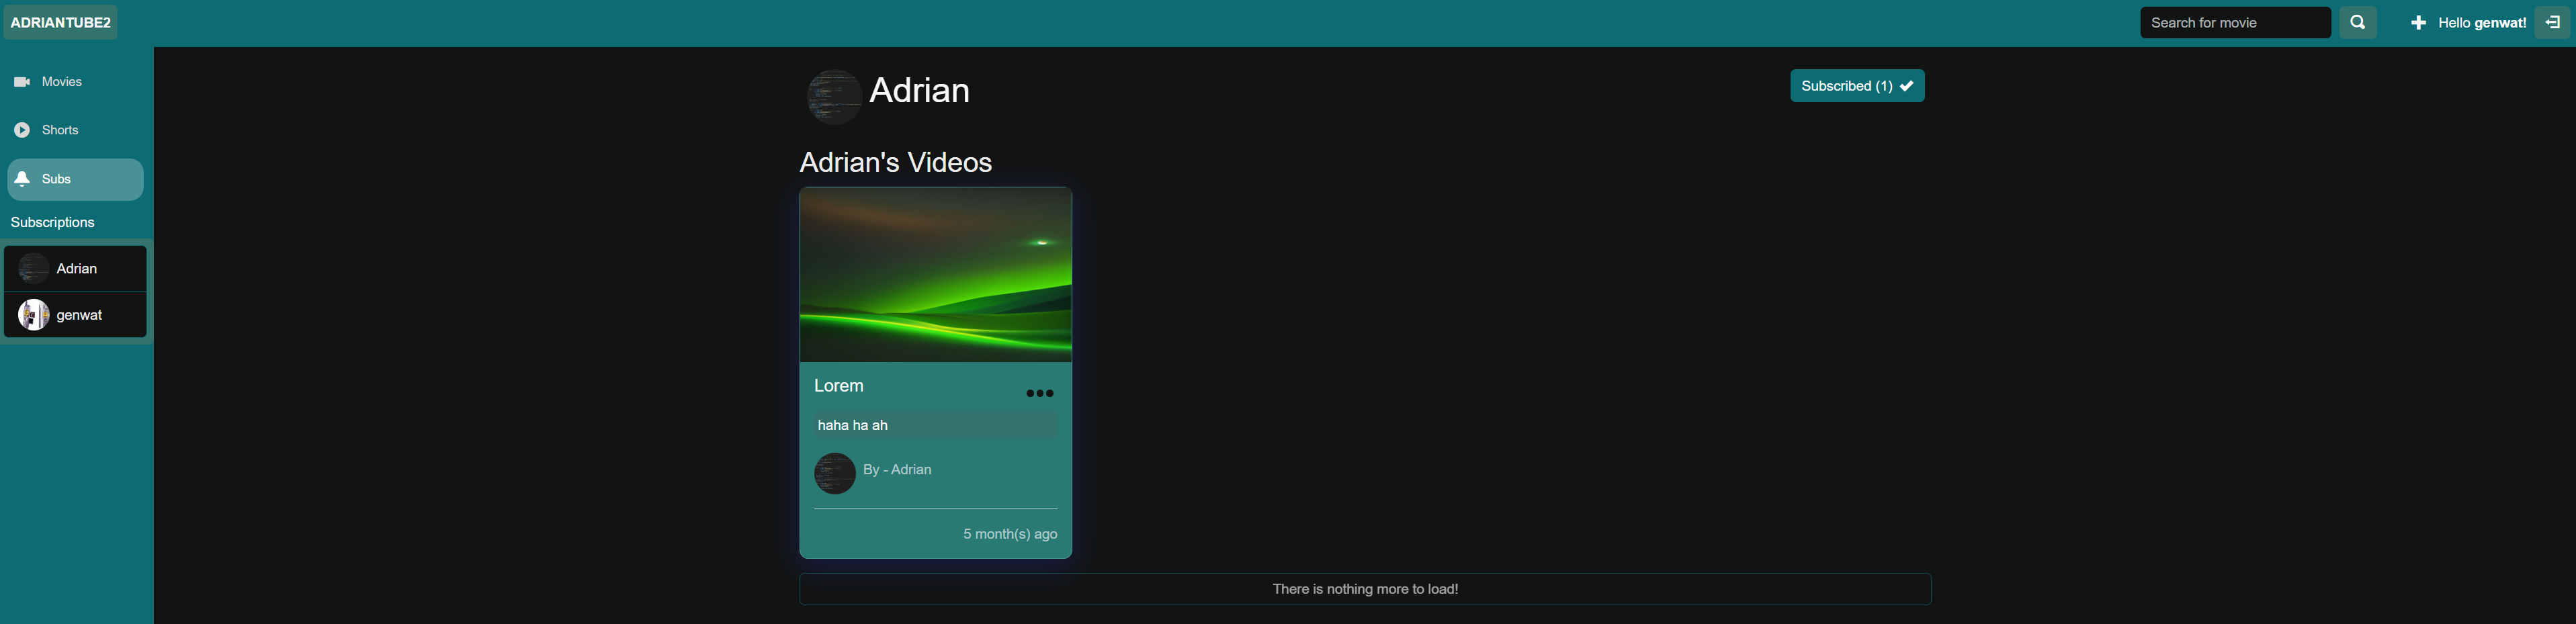 ADRIANTUBE2
Search for movie
Hello genwat!
Movies
Shorts
Subs
Subscriptions
Adrian
genwat
Adrian
Subscribed (1)
Adrian's Videos
Lorem
haha ha ah
By - Adrian
5 month(s) ago
There is nothing more to load!